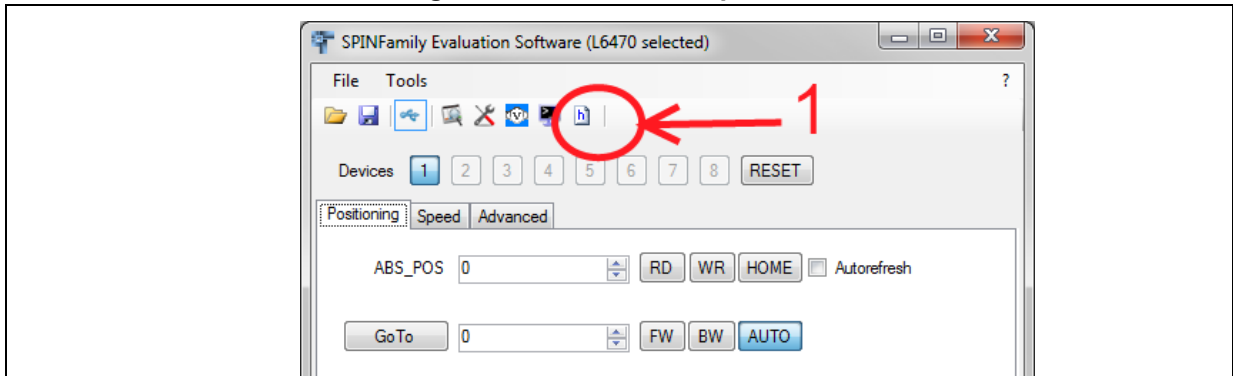 SPINFamily Evaluation Software (L6470 selected)
File Tools ?
h
1
Devices 1 2 3 4 5 6 7 8 RESET
Positioning Speed Advanced
ABS_POS 0 RD WR HOME Autorefresh
GoTo 0 FW BW AUTO